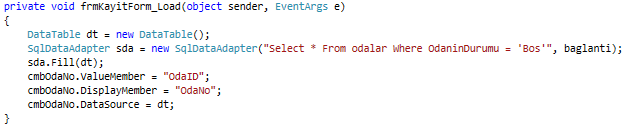 private void frmKayitForm_Load(object sender, EventArgs e)
{
    DataTable dt = new DataTable();
    SqlDataAdapter sda = new SqlDataAdapter("Select * From odalar Where OdaninDurumu = 'Bos'", baglanti);
    sda.Fill(dt);
    cmbOdaNo.ValueMember = "OdaID";
    cmbOdaNo.DisplayMember = "OdaNo";
    cmbOdaNo.DataSource = dt;
}